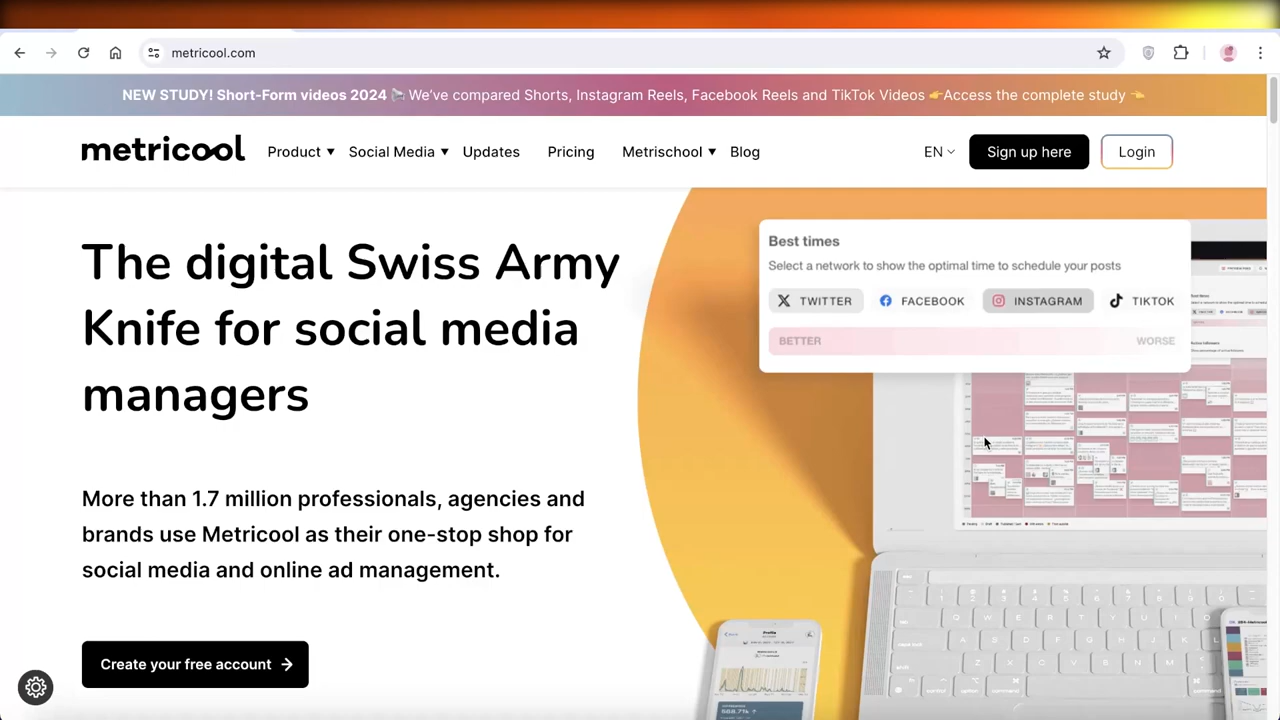 metricool.com
NEW STUDY! Short-Form videos 2024 📡 We've compared Shorts, Instagram Reels, Facebook Reels and TikTok Videos 👉Access the complete study 👈
metricool
Product ▾ Social Media ▾ Updates Pricing Metrischool ▾ Blog
EN Sign up here Login
The digital Swiss Army
Knife for social media
managers
Best times
Select a network to show the optimal time to schedule your posts
TWITTER FACEBOOK INSTAGRAM TIKTOK
BETTER WORSE
More than 1.7 million professionals, agencies and
brands use Metricool as their one-stop shop for
social media and online ad management.
Create your free account →